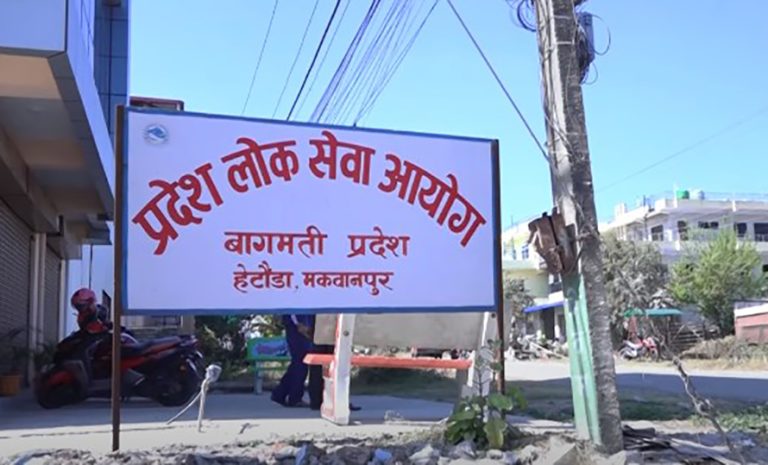 प्रदेश लोक सेवा आयोग
बागमती प्रदेश
हेटौंडा, मकवानपुर